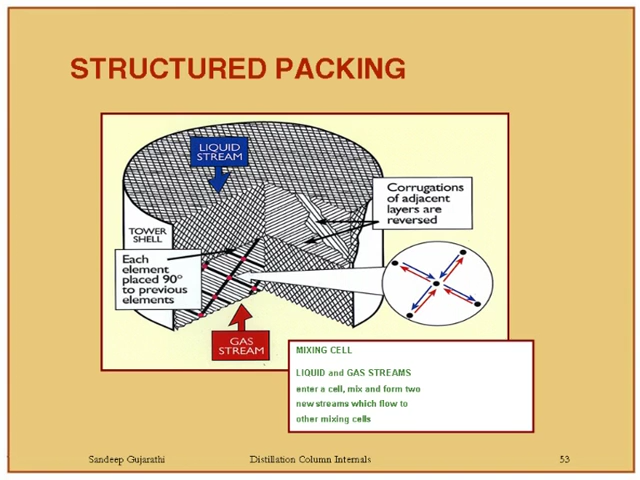 STRUCTURED PACKING
LIQUID
STREAM
Corrugations
of adjacent
layers are
reversed
TOWER
SHELL
Each
element
placed 90°
to previous
elements
GAS
STREAM
MIXING CELL
LIQUID and GAS STREAMS
enter a cell, mix and form two
new streams which flow to
other mixing cells
Sandeep Gujarathi Distillation Column Internals 53